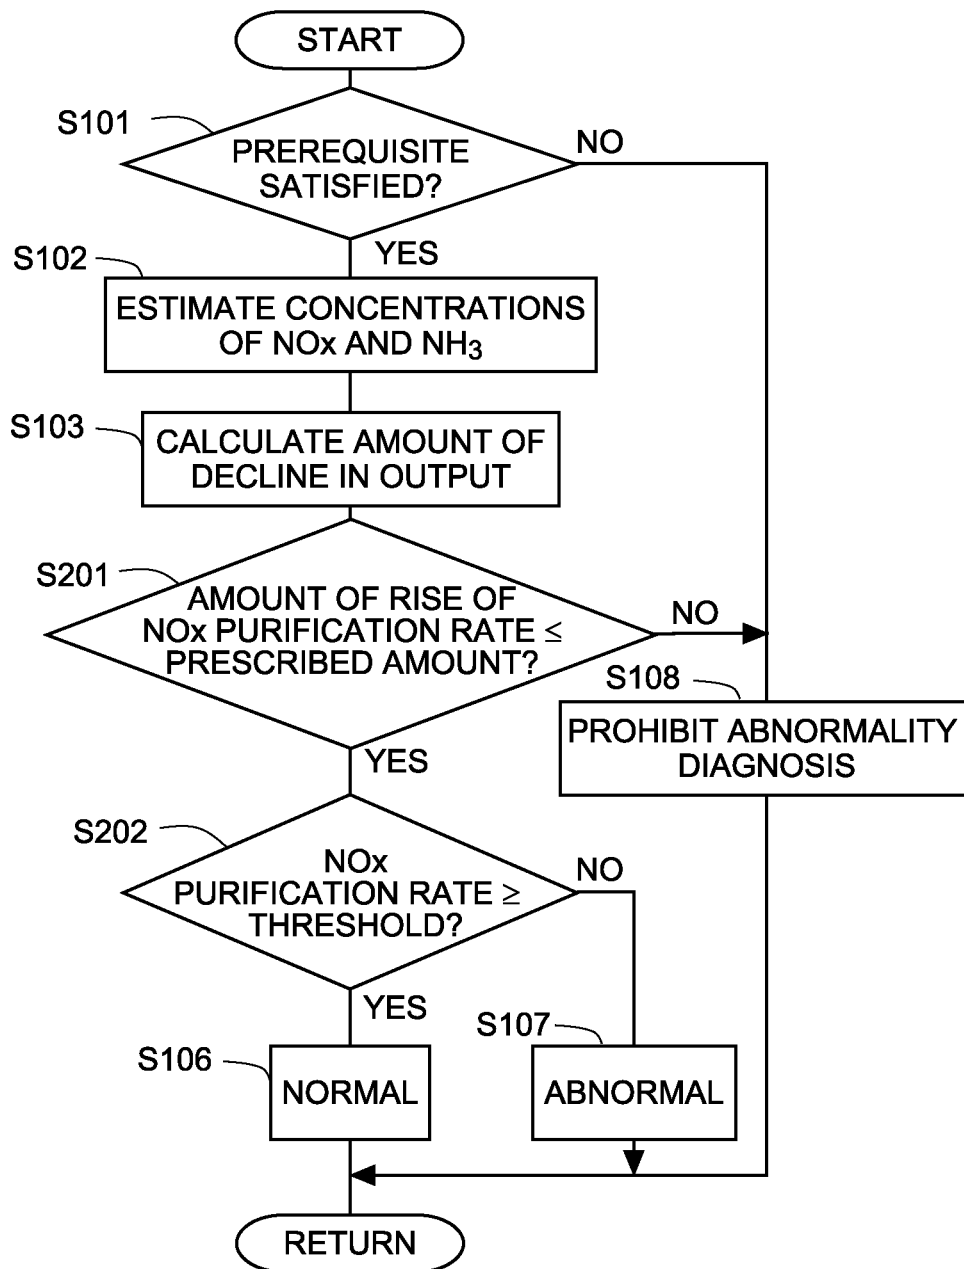 START
S101
PREREQUISITE
SATISFIED?
NO
YES
S102
ESTIMATE CONCENTRATIONS
OF NOx AND NH₃
S103
CALCULATE AMOUNT OF
DECLINE IN OUTPUT
S201
AMOUNT OF RISE OF
NOx PURIFICATION RATE ≤
PRESCRIBED AMOUNT?
NO
YES
S108
PROHIBIT ABNORMALITY
DIAGNOSIS
S202
NOx
PURIFICATION RATE ≥
THRESHOLD?
NO
YES
S106
NORMAL
S107
ABNORMAL
RETURN